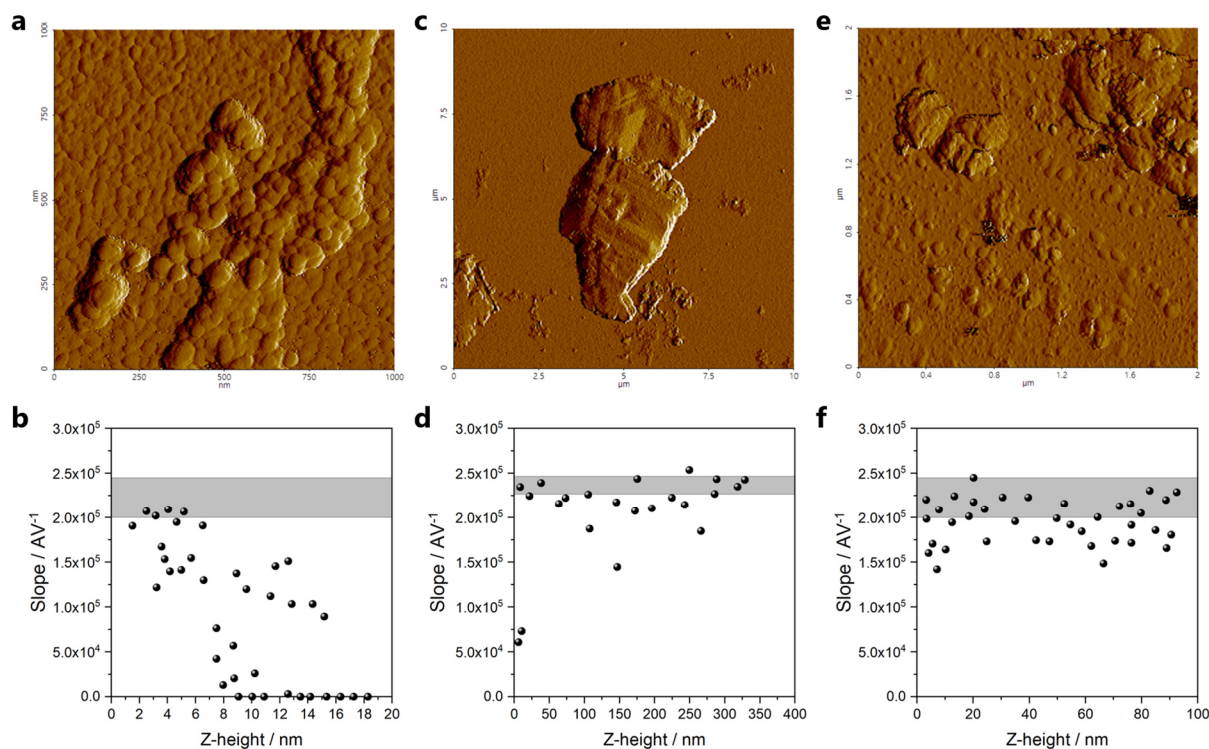 a
c
e
100
750
500
250
0
nm
0 250 500 750 1000
nm
10
7.5
5
2.5
0
μm
0 2.5 5 7.5 10
μm
2
1.6
1.2
0.8
0.4
0
μm
0 0.4 0.8 1.2 1.6 2
μm
b
3.0x10⁵
2.5x10⁵
2.0x10⁵
1.5x10⁵
1.0x10⁵
5.0x10⁴
0.0
Slope / AV⁻¹
0 2 4 6 8 10 12 14 16 18 20
Z-height / nm
d
3.0x10⁵
2.5x10⁵
2.0x10⁵
1.5x10⁵
1.0x10⁵
5.0x10⁴
0.0
Slope / AV⁻¹
0 50 100 150 200 250 300 350 400
Z-height / nm
f
3.0x10⁵
2.5x10⁵
2.0x10⁵
1.5x10⁵
1.0x10⁵
5.0x10⁴
0.0
Slope / AV⁻¹
0 20 40 60 80 100
Z-height / nm